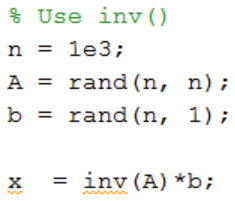 % Use inv()
n = 1e3;
A = rand(n, n);
b = rand(n, 1);
x  = inv(A)*b;